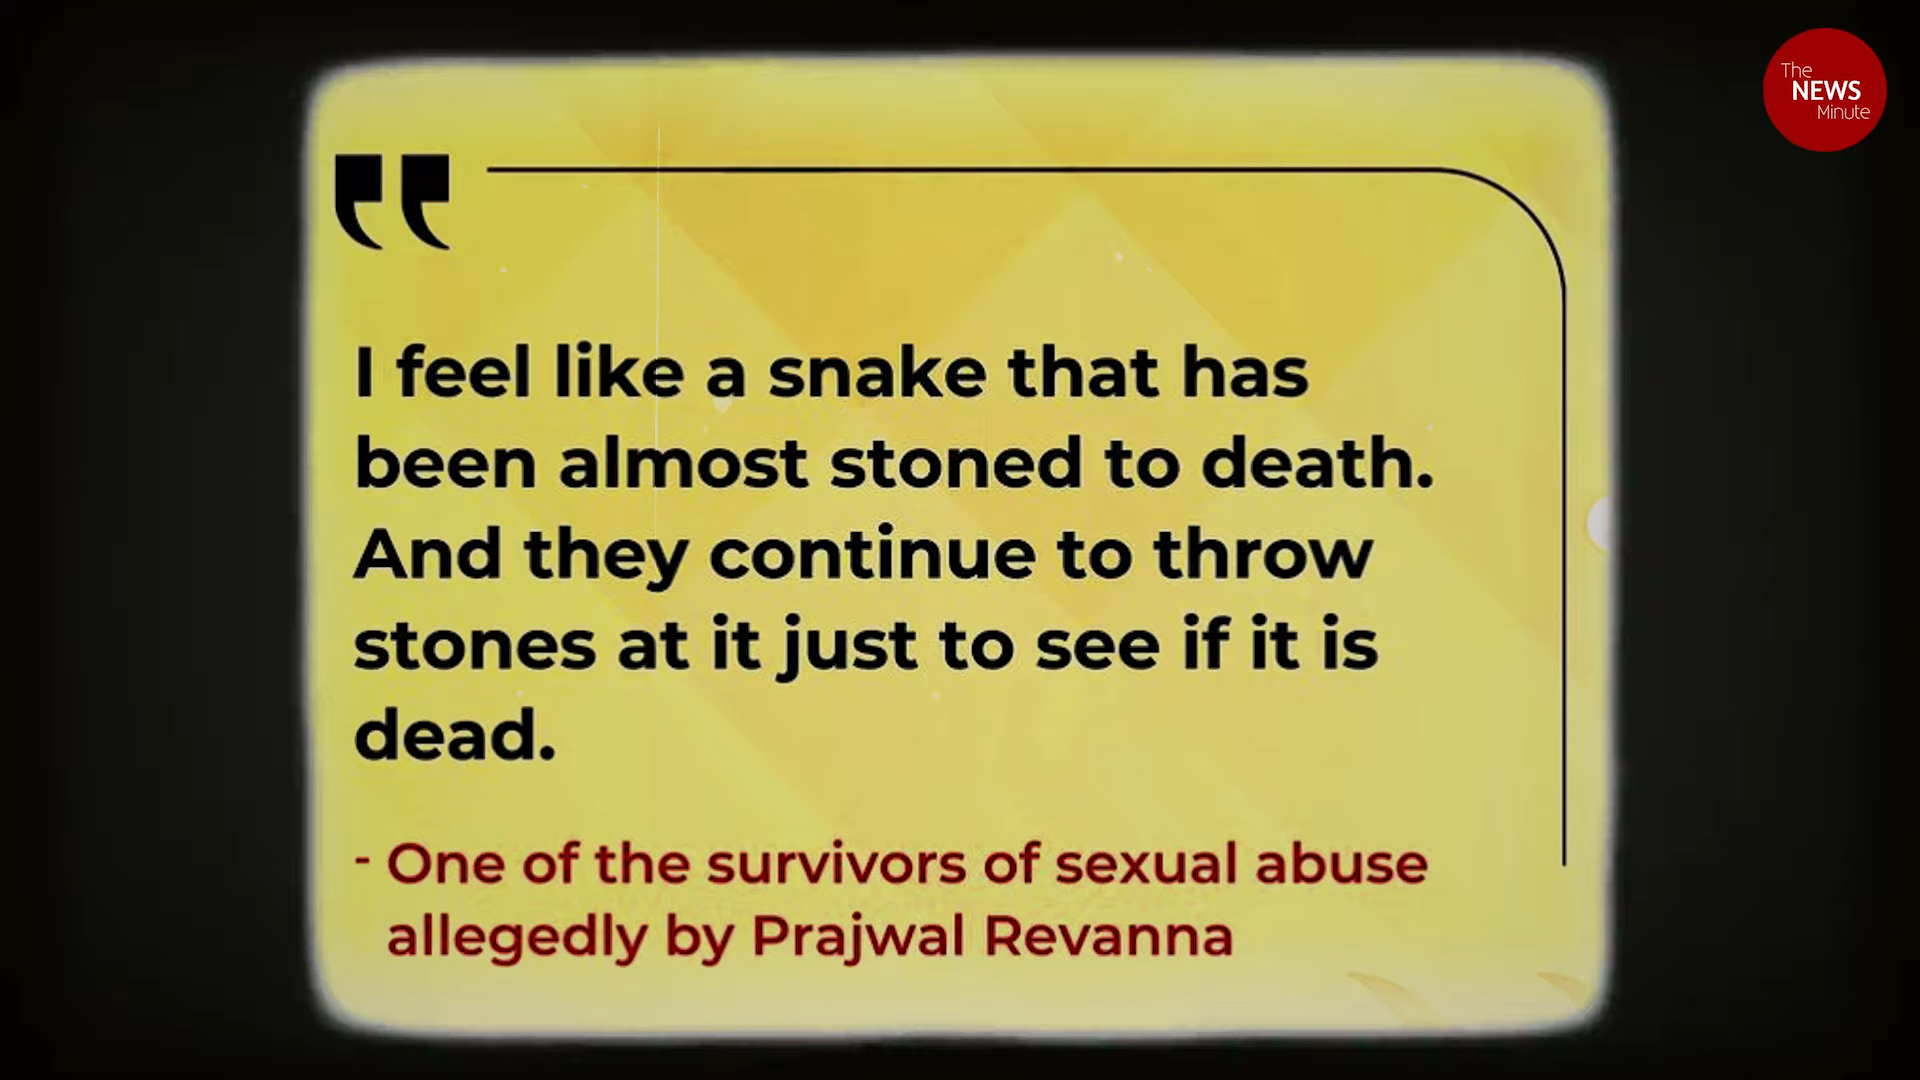 The
NEWS
Minute
I feel like a snake that has
been almost stoned to death.
And they continue to throw
stones at it just to see if it is
dead.
- One of the survivors of sexual abuse
allegedly by Prajwal Revanna